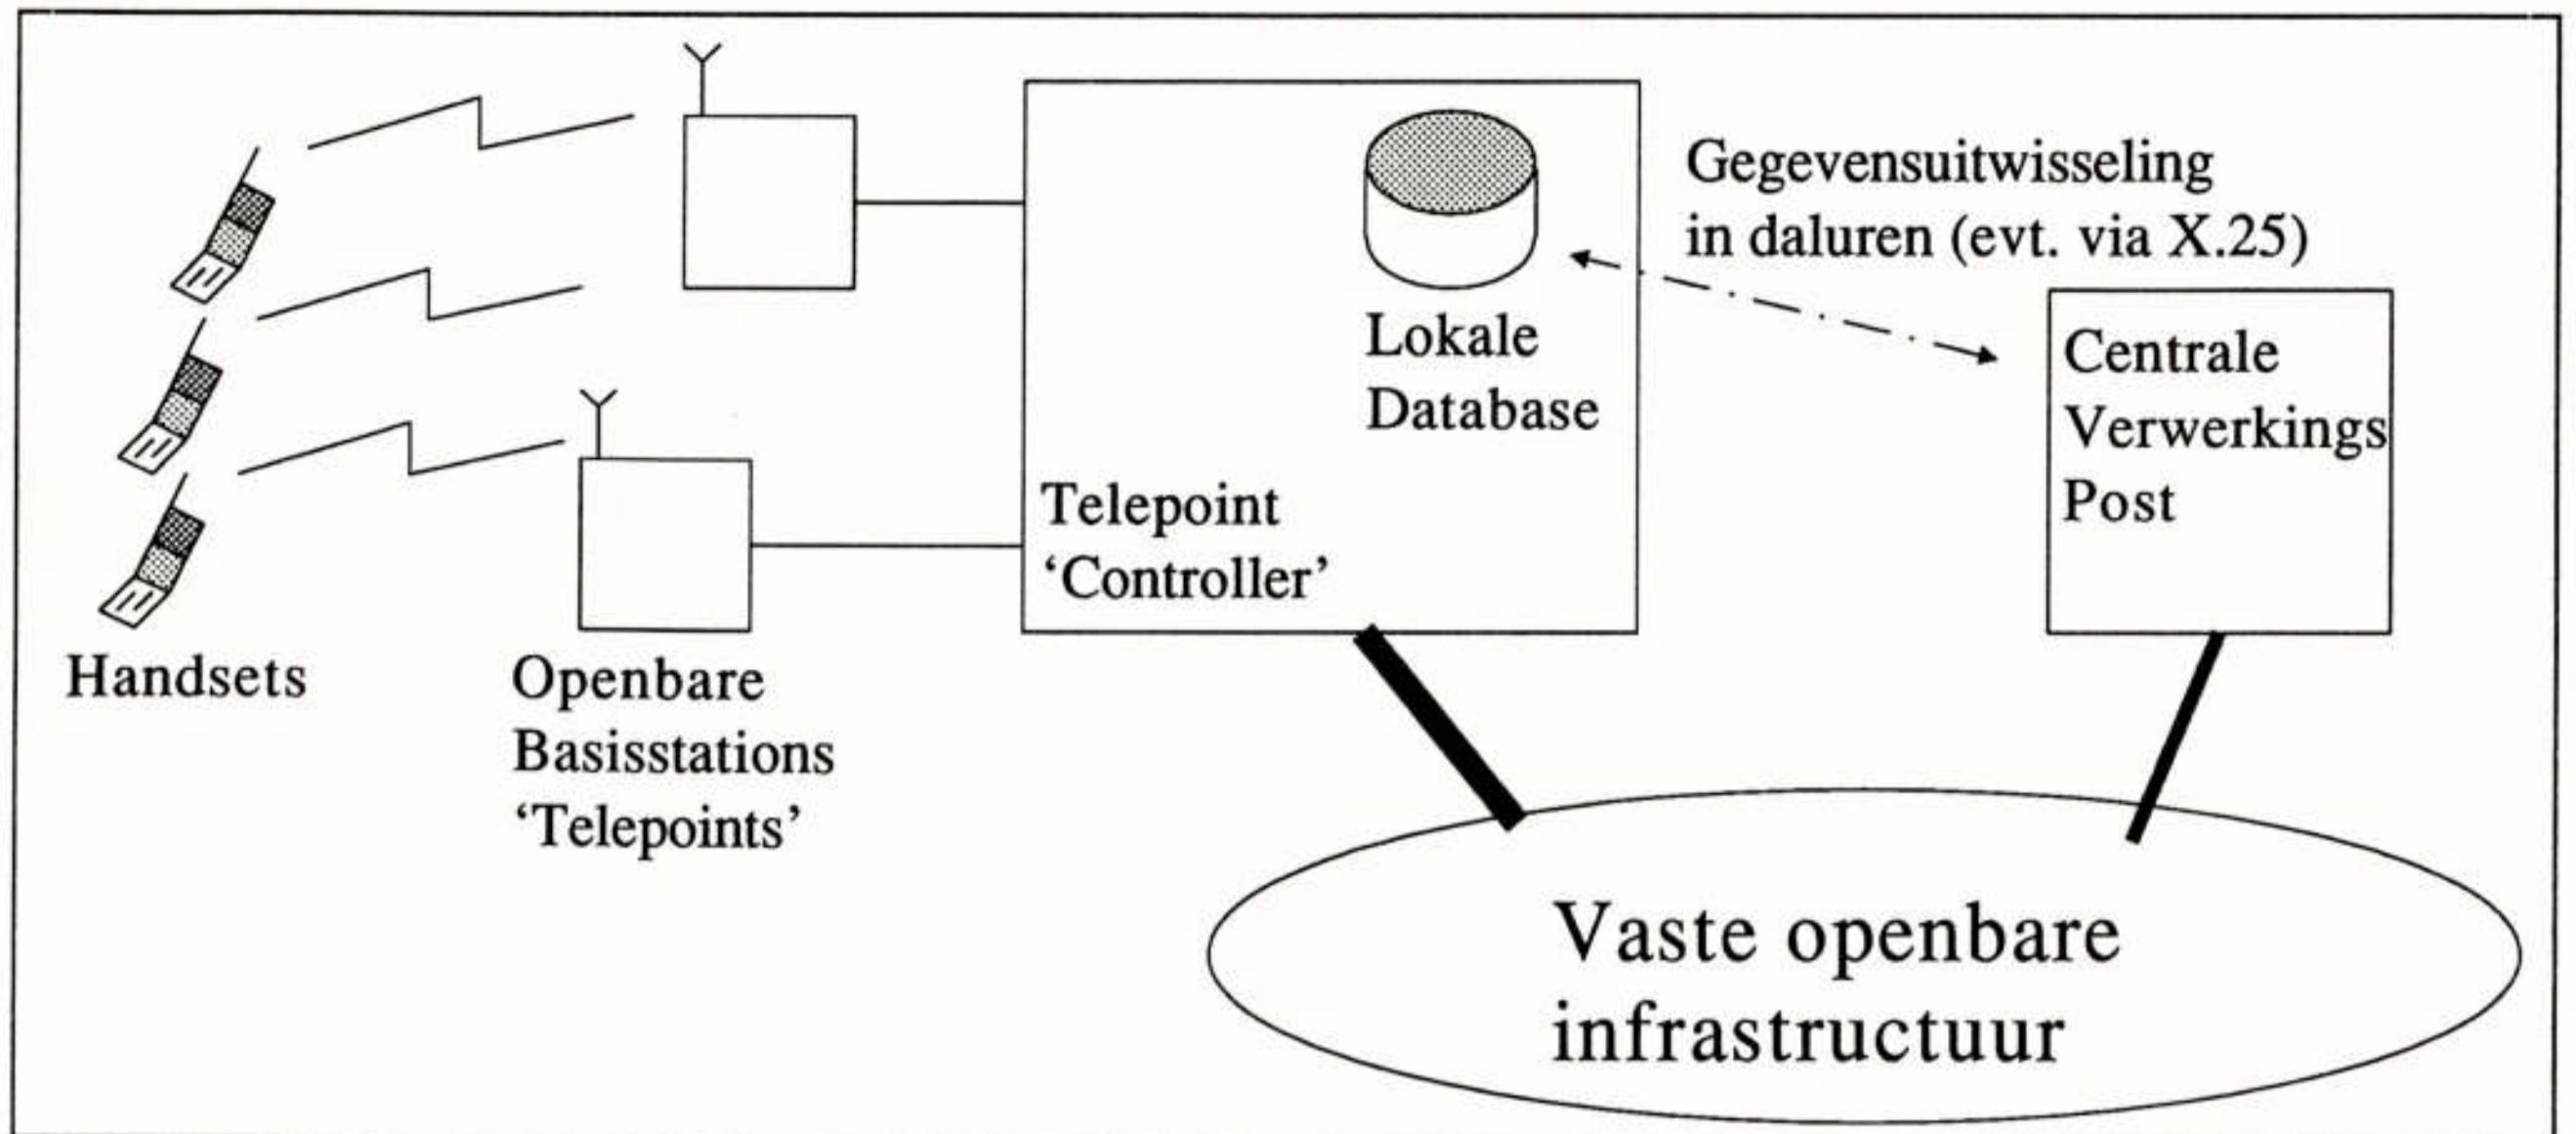 Gegevensuitwisseling
in daluren (evt. via X.25)
Lokale
Database
Centrale
Verwerkings
Post
Telepoint
‘Controller’
Handsets
Openbare
Basisstations
‘Telepoints’
Vaste openbare
infrastructuur